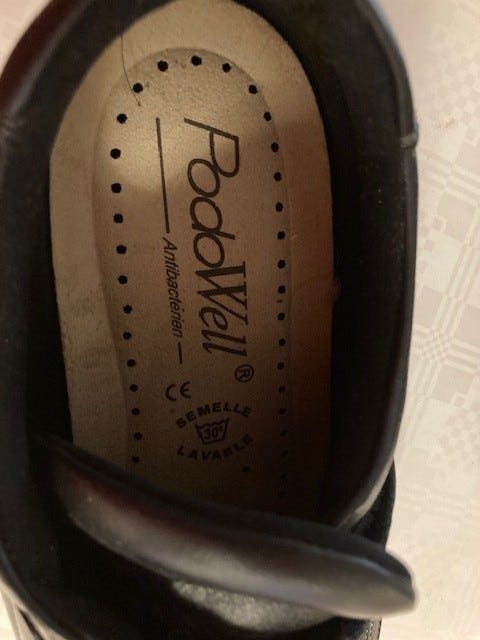 PodoWell®
Antibactérien
CE
SEMELLE
30°
LAVABLE